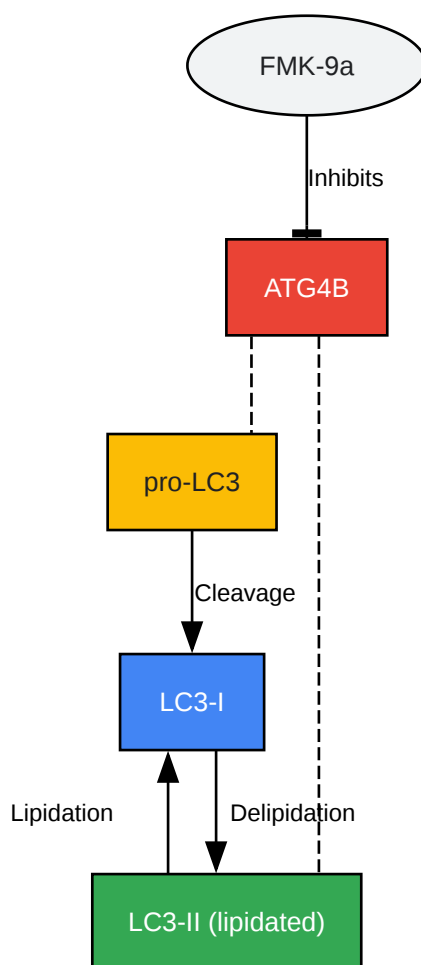 FMK-9a
Inhibits
ATG4B
pro-LC3
Cleavage
LC3-I
Lipidation
Delipidation
LC3-II (lipidated)